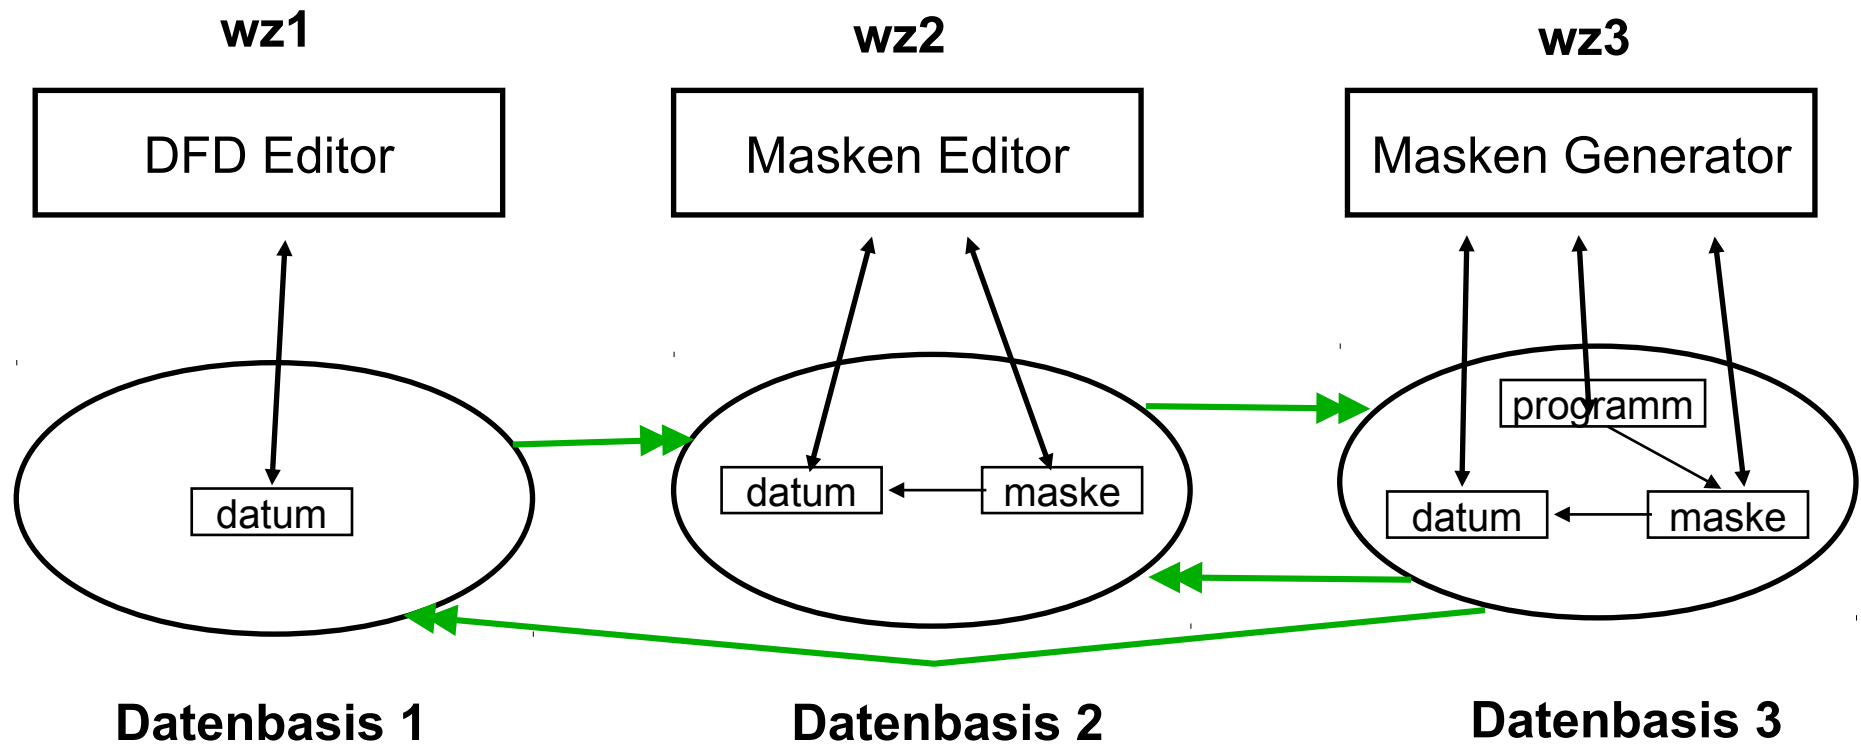 wz1
wz2
wz3
DFD Editor
Masken Editor
Masken Generator
programm
datum
datum
maske
datum
maske
Datenbasis 1
Datenbasis 2
Datenbasis 3